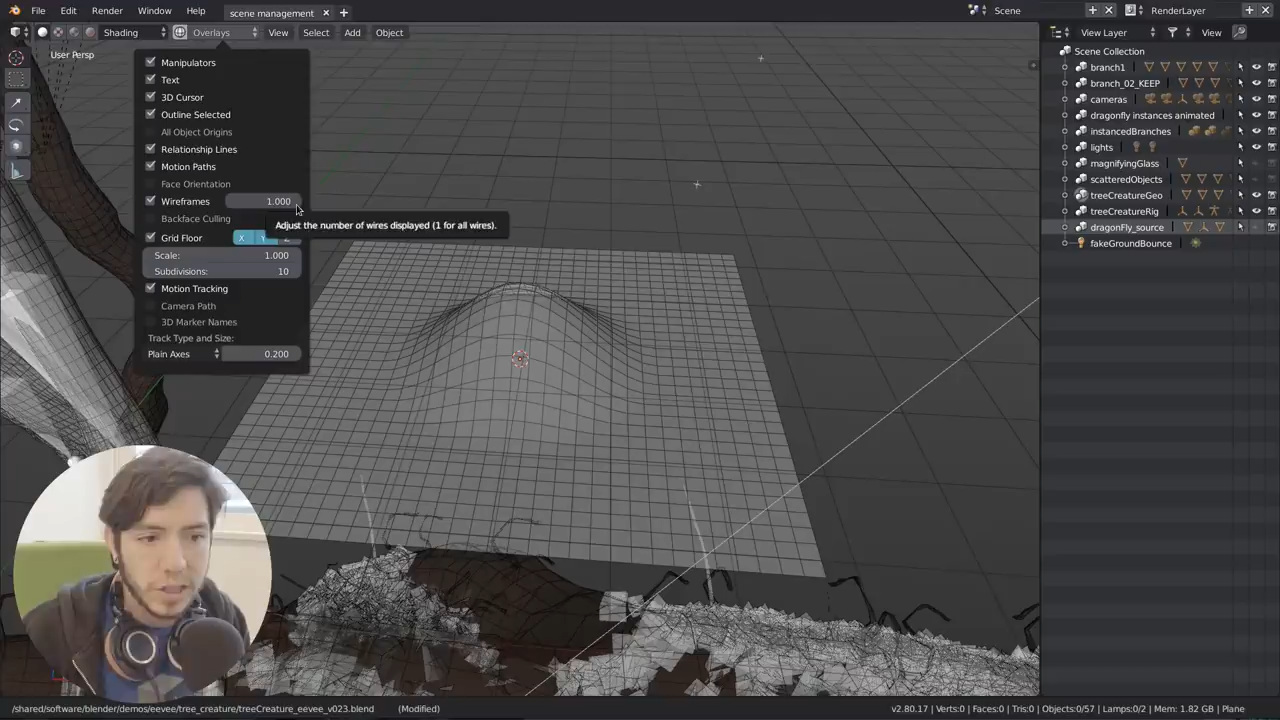 File Edit Render Window Help scene management Scene RenderLayer
Shading Overlays View Select Add Object View Layer View
User Persp
Manipulators
Text
3D Cursor
Outline Selected
All Object Origins
Relationship Lines
Motion Paths
Face Orientation
Wireframes 1.000
Backface Culling
Adjust the number of wires displayed (1 for all wires).
Grid Floor X Y
Scale: 1.000
Subdivisions: 10
Motion Tracking
Camera Path
3D Marker Names
Track Type and Size:
Plain Axes 0.200
Scene Collection
branch1
branch_02_KEEP
cameras
dragonfly instances animated
instancedBranches
lights
magnifyingGlass
scatteredObjects
treeCreatureGeo
treeCreatureRig
dragonFly_source
fakeGroundBounce
/shared/software/blender/demos/eevee/tree_creature/treeCreature_eevee_v023.blend (Modified) v2.80.17 | Verts:0 | Faces:0 | Tris:0 | Objects:0/57 | Lamps:0/2 | Mem: 1.82 GB | Plane